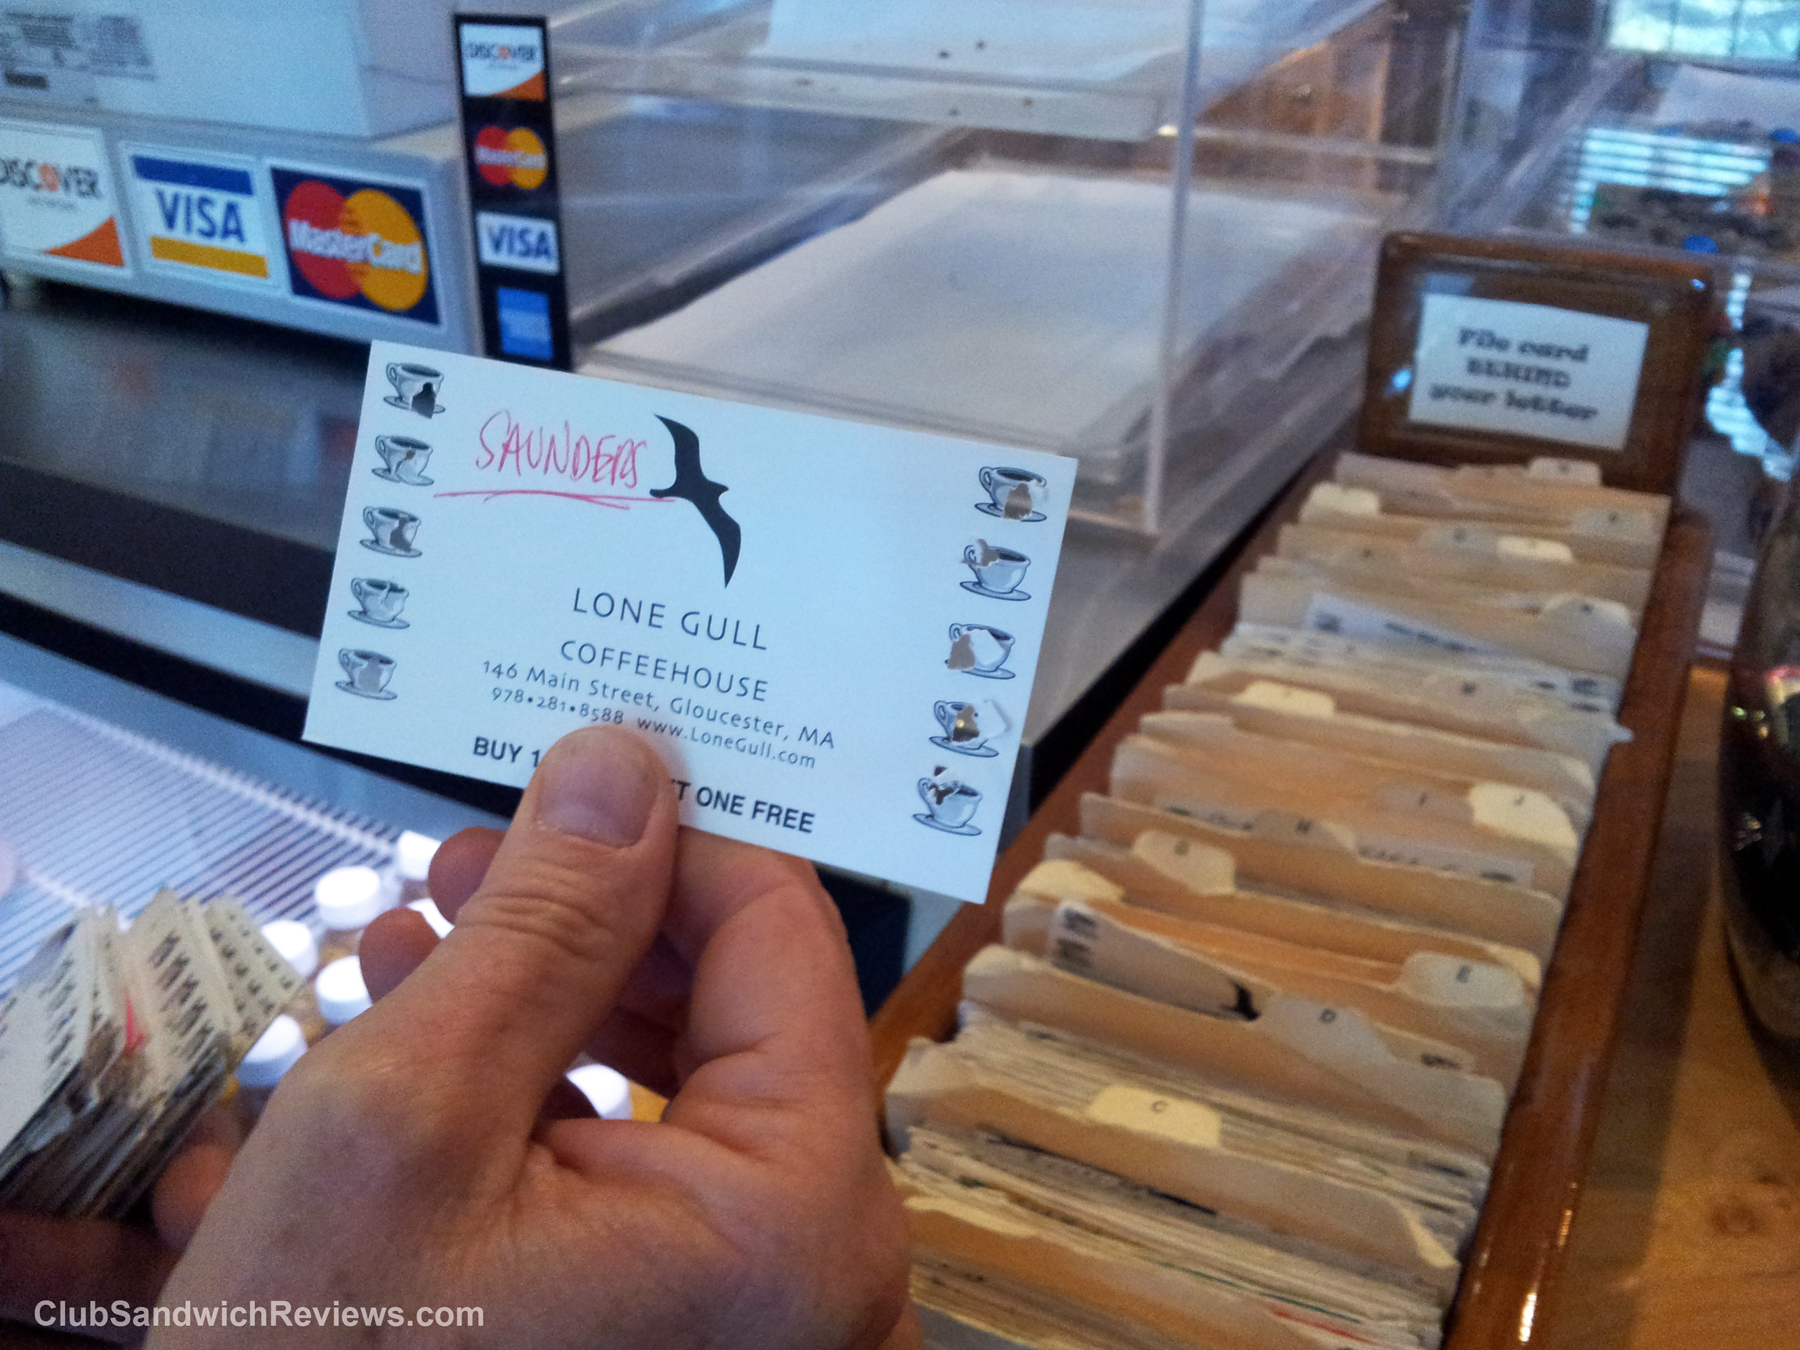 DISCOVER
MasterCard
VISA
DISCOVER
VISA
MasterCard
File card
BEHIND
your letter
SAUNDERS
LONE GULL
COFFEEHOUSE
146 Main Street, Gloucester, MA
978•281•8588 www.LoneGull.com
BUY 1 T ONE FREE
J
H
G
E
D
C
ClubSandwichReviews.com